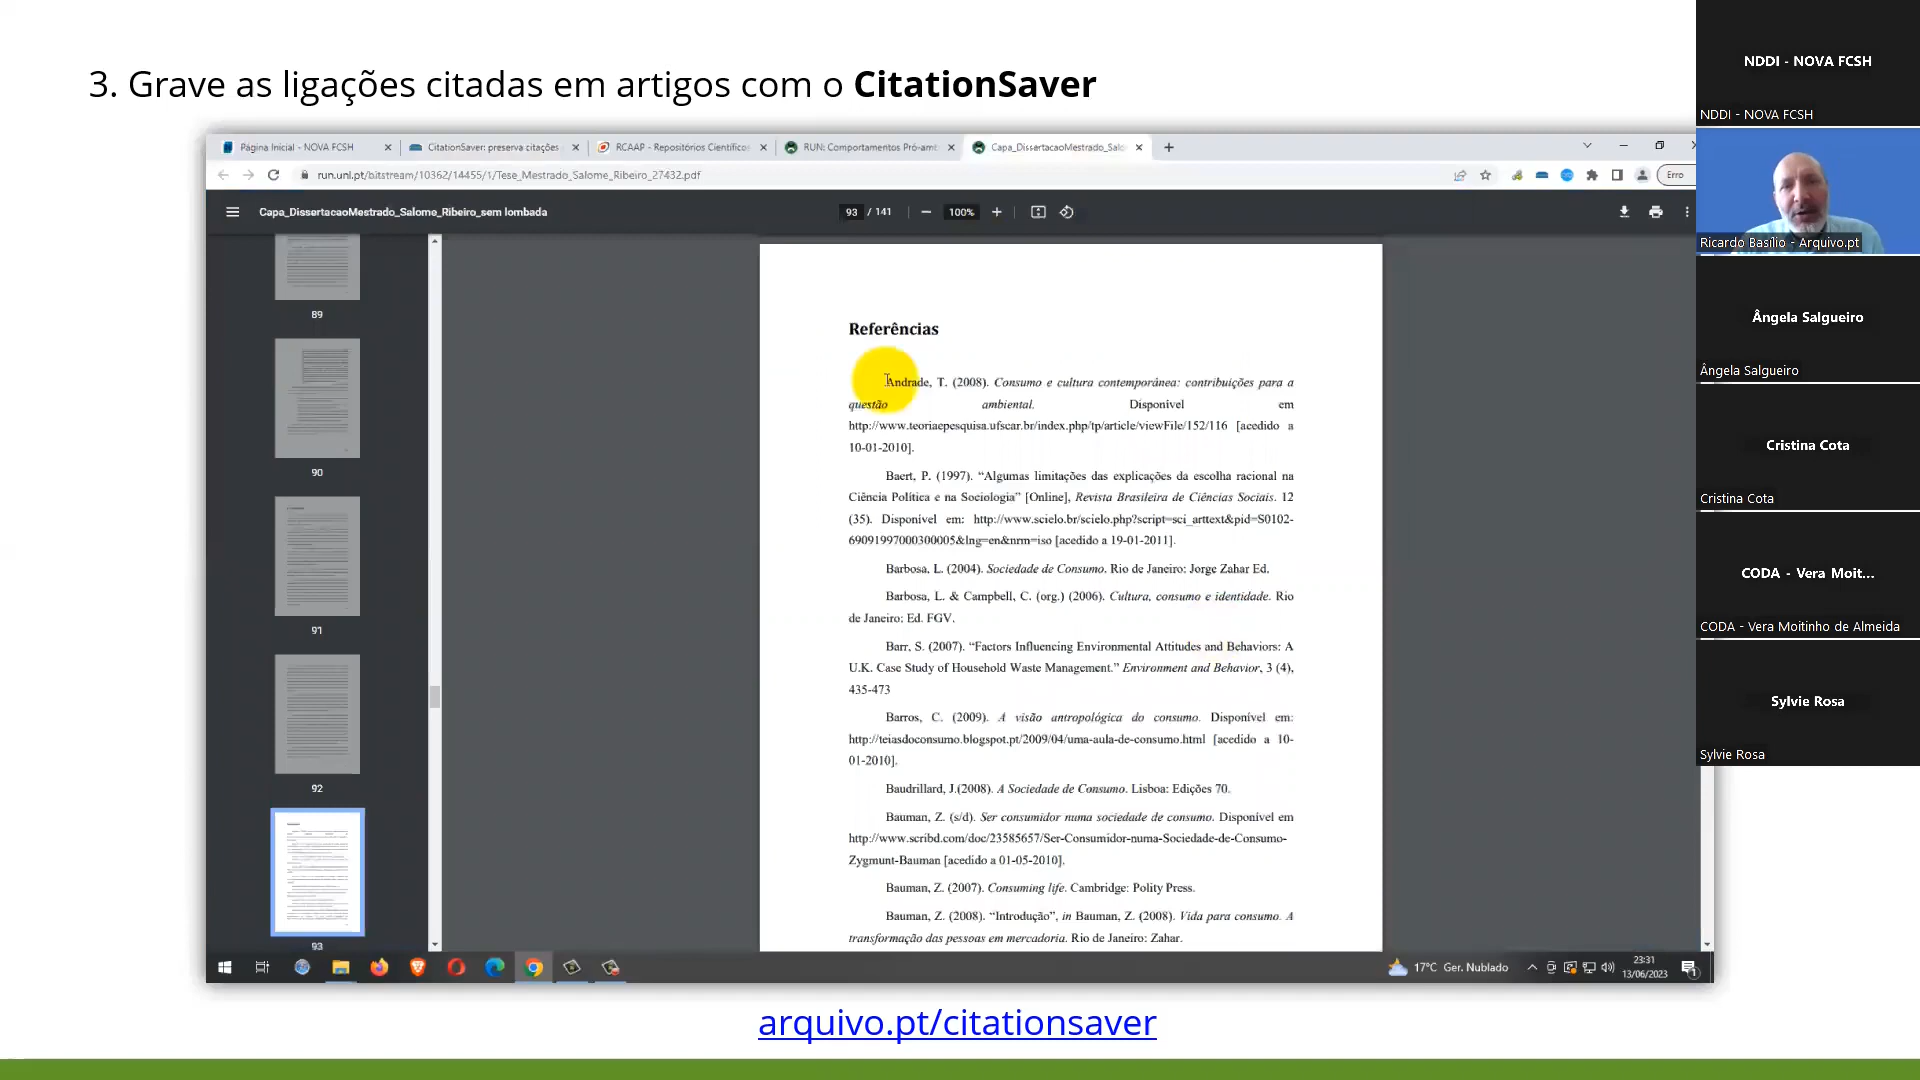 3. Grave as ligações citadas em artigos com o CitationSaver
Página Inicial - NOVA FCSH
CitationSaver: preserva citações
RCAAP - Repositórios Científicos
RUN: Comportamentos Pró-amb
Capa_DissertacaoMestrado_Salo
run.unl.pt/bitstream/10362/14455/1/Tese_Mestrado_Salome_Ribeiro_27432.pdf
Erro
Capa_DissertacaoMestrado_Salome_Ribeiro_sem lombada
93 / 141
100%
89
90
91
92
93
Referências
Andrade, T. (2008). Consumo e cultura contemporânea: contribuições para a
questão ambiental. Disponível em
http://www.teoriaepesquisa.ufscar.br/index.php/tp/article/viewFile/152/116 [acedido a
10-01-2010].
Baert, P. (1997). “Algumas limitações das explicações da escolha racional na
Ciência Política e na Sociologia” [Online], Revista Brasileira de Ciências Sociais. 12
(35). Disponível em: http://www.scielo.br/scielo.php?script=sci_arttext&pid=S0102-
69091997000300005&lng=en&nrm=iso [acedido a 19-01-2011].
Barbosa, L. (2004). Sociedade de Consumo. Rio de Janeiro: Jorge Zahar Ed.
Barbosa, L. & Campbell, C. (org.) (2006). Cultura, consumo e identidade. Rio
de Janeiro: Ed. FGV.
Barr, S. (2007). “Factors Influencing Environmental Attitudes and Behaviors: A
U.K. Case Study of Household Waste Management.” Environment and Behavior, 3 (4),
435-473
Barros, C. (2009). A visão antropológica do consumo. Disponível em:
http://teiasdoconsumo.blogspot.pt/2009/04/uma-aula-de-consumo.html [acedido a 10-
01-2010].
Baudrillard, J.(2008). A Sociedade de Consumo. Lisboa: Edições 70.
Bauman, Z. (s/d). Ser consumidor numa sociedade de consumo. Disponível em
http://www.scribd.com/doc/23585657/Ser-Consumidor-numa-Sociedade-de-Consumo-
Zygmunt-Bauman [acedido a 01-05-2010].
Bauman, Z. (2007). Consuming life. Cambridge: Polity Press.
Bauman, Z. (2008). “Introdução”, in Bauman, Z. (2008). Vida para consumo. A
transformação das pessoas em mercadoria. Rio de Janeiro: Zahar.
17°C Ger. Nublado
23:31
13/06/2023
1
arquivo.pt/citationsaver
NDDI - NOVA FCSH
NDDI - NOVA FCSH
Ricardo Basílio - Arquivo.pt
Ângela Salgueiro
Ângela Salgueiro
Cristina Cota
Cristina Cota
CODA - Vera Moit...
CODA - Vera Moitinho de Almeida
Sylvie Rosa
Sylvie Rosa